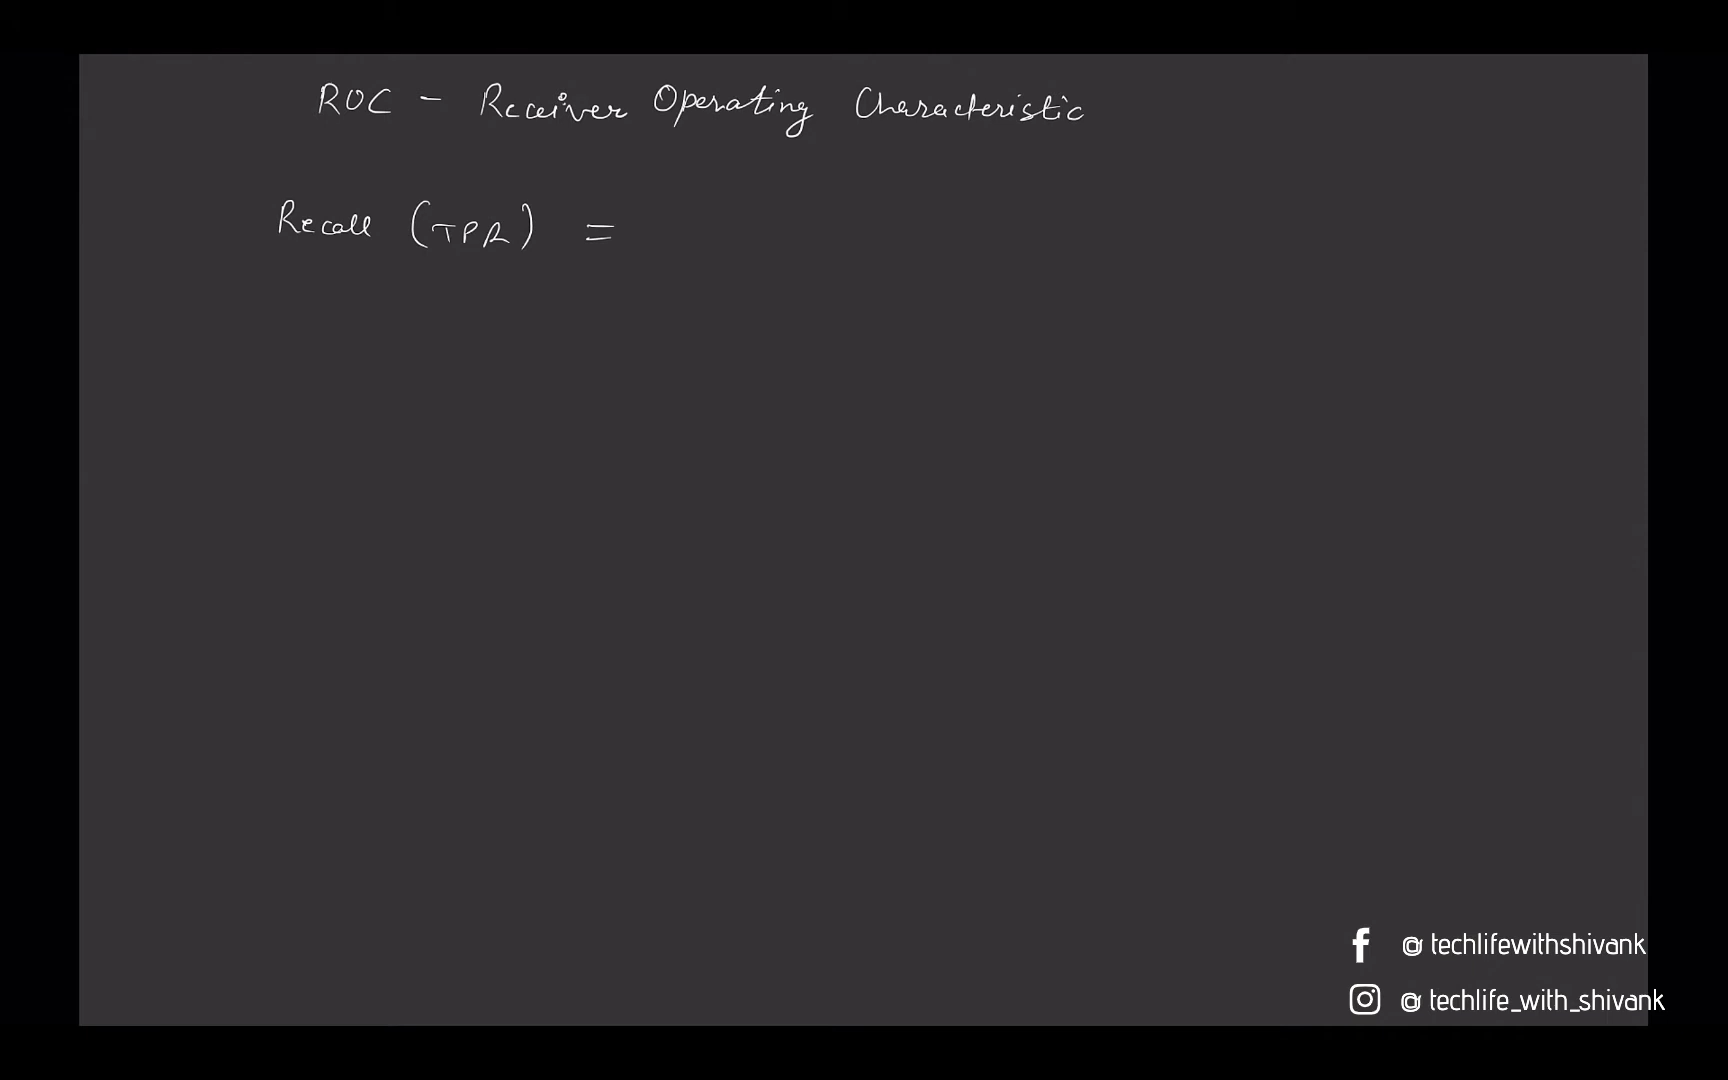 ROC - Receiver Operating Characteristic
Recall (TPR) =
@ techlifewithshivank
@ techlife_with_shivank